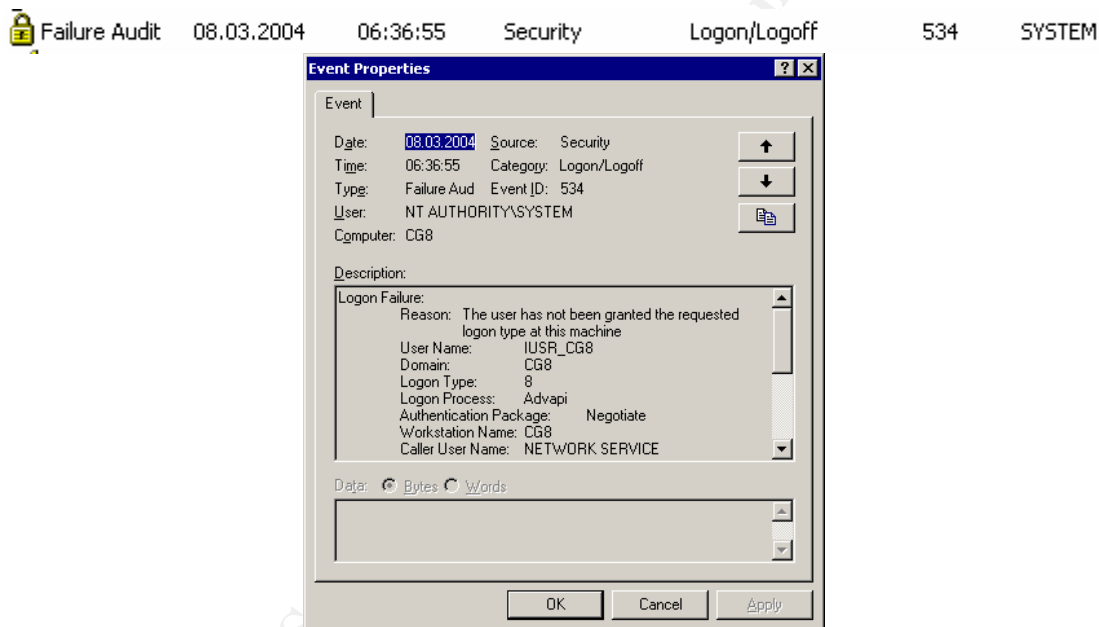 Failure Audit 08.03.2004 06:36:55 Security Logon/Logoff 534 SYSTEM
Event Properties
Event
Date: 08.03.2004 Source: Security
Time: 06:36:55 Category: Logon/Logoff
Type: Failure Aud Event ID: 534
User: NT AUTHORITY\SYSTEM
Computer: CG8
Description:
Logon Failure:
Reason: The user has not been granted the requested
logon type at this machine
User Name: IUSR_CG8
Domain: CG8
Logon Type: 8
Logon Process: Advapi
Authentication Package: Negotiate
Workstation Name: CG8
Caller User Name: NETWORK SERVICE
Data: Bytes Words
OK Cancel Apply